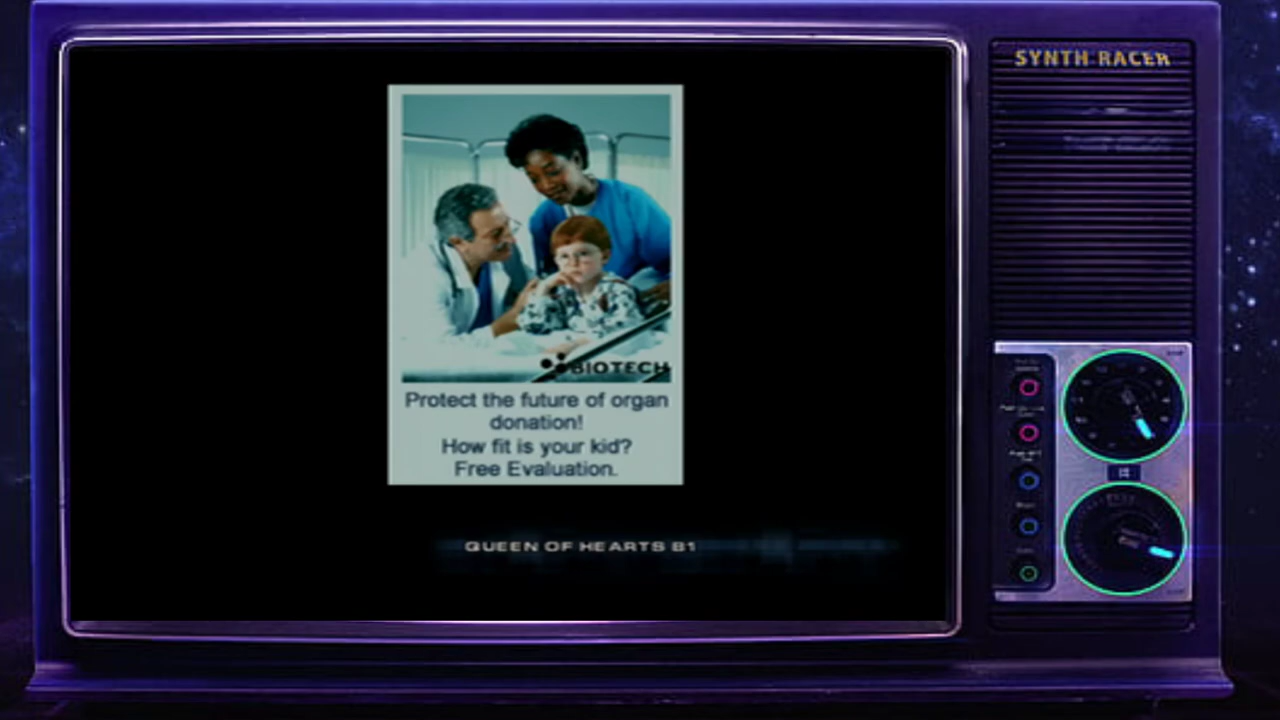 SYNTH RACER
BIOTECH
Protect the future of organ
donation!
How fit is your kid?
Free Evaluation.
QUEEN OF HEARTS B1